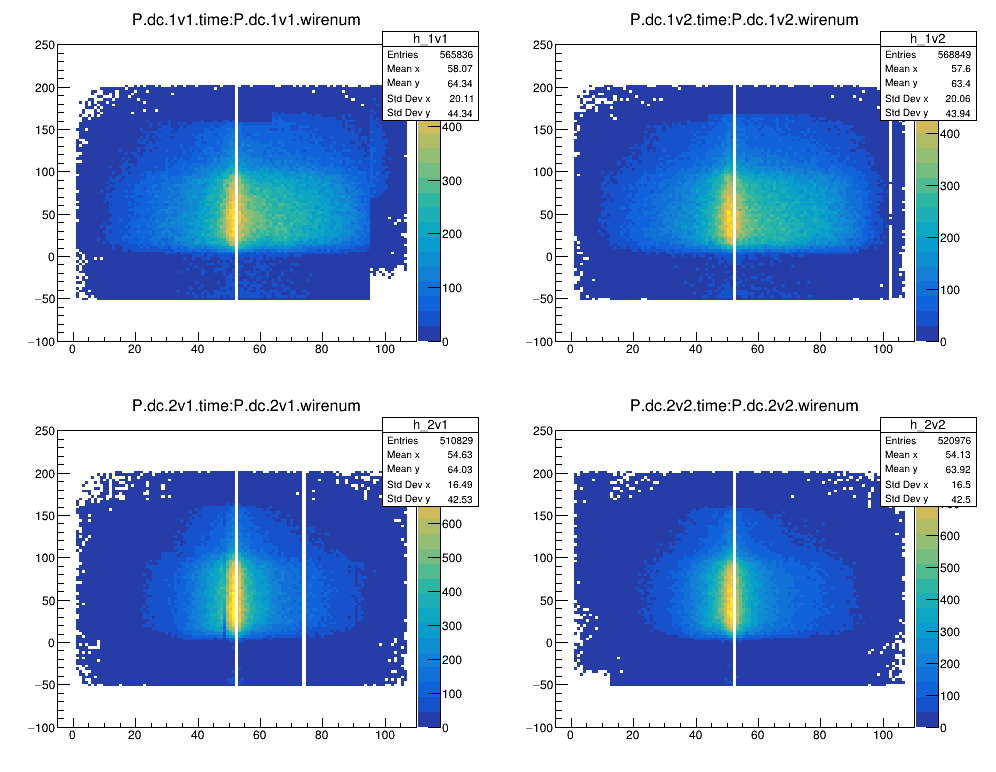 P.dc.1v1.time:P.dc.1v1.wirenum
h_1v1
Entries 565836
Mean x 58.07
Mean y 64.34
Std Dev x 20.11
Std Dev y 44.34
250
200
150
100
50
0
−50
−100
0 20 40 60 80 100
400
300
200
100
0
P.dc.1v2.time:P.dc.1v2.wirenum
h_1v2
Entries 568849
Mean x 57.6
Mean y 63.4
Std Dev x 20.06
Std Dev y 43.94
250
200
150
100
50
0
−50
−100
0 20 40 60 80 100
400
300
200
100
0
P.dc.2v1.time:P.dc.2v1.wirenum
h_2v1
Entries 510829
Mean x 54.63
Mean y 64.03
Std Dev x 16.49
Std Dev y 42.53
250
200
150
100
50
0
−50
−100
0 20 40 60 80 100
600
500
400
300
200
100
0
P.dc.2v2.time:P.dc.2v2.wirenum
h_2v2
Entries 520976
Mean x 54.13
Mean y 63.92
Std Dev x 16.5
Std Dev y 42.5
250
200
150
100
50
0
−50
−100
0 20 40 60 80 100
600
500
400
300
200
100
0